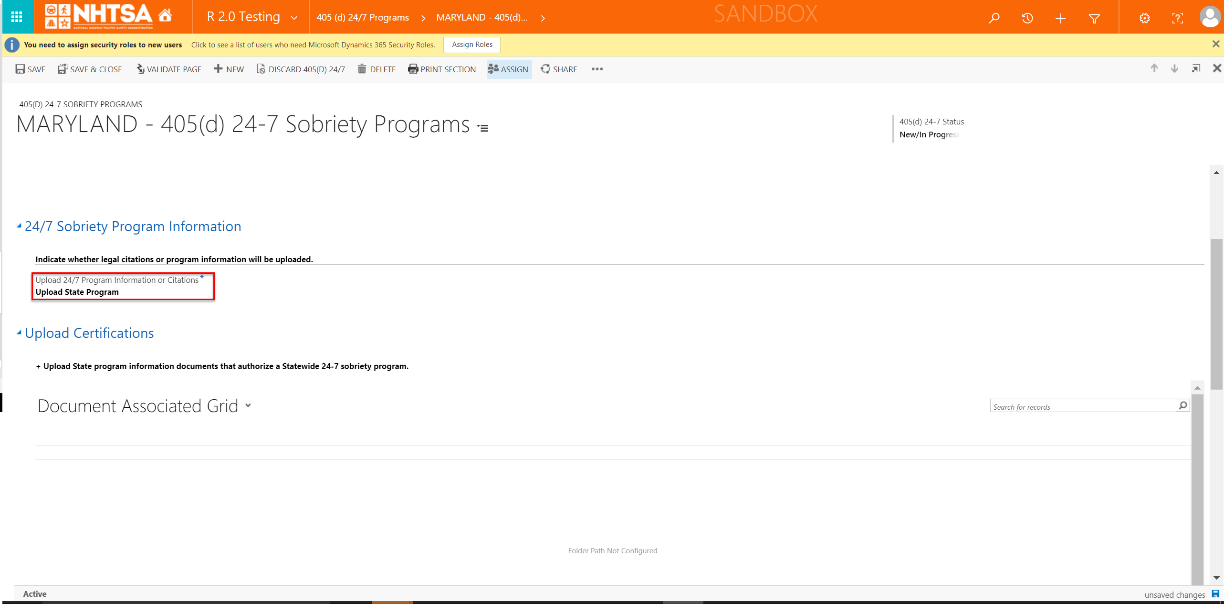 NHTSA
R 2.0 Testing
405 (d) 24/7 Programs
MARYLAND - 405(d)...
SANDBOX
You need to assign security roles to new users
Click to see a list of users who need Microsoft Dynamics 365 Security Roles.
Assign Roles
SAVE
SAVE & CLOSE
VALIDATE PAGE
NEW
DISCARD 405(D) 24/7
DELETE
PRINT SECTION
ASSIGN
SHARE
405(D) 24-7 SOBRIETY PROGRAMS
MARYLAND - 405(d) 24-7 Sobriety Programs
405(d) 24-7 Status
New/In Progress
24/7 Sobriety Program Information
Indicate whether legal citations or program information will be uploaded.
Upload 24/7 Program Information or Citations *
Upload State Program
Upload Certifications
+ Upload State program information documents that authorize a Statewide 24-7 sobriety program.
Document Associated Grid
Search for records
Folder Path Not Configured
Active
unsaved changes